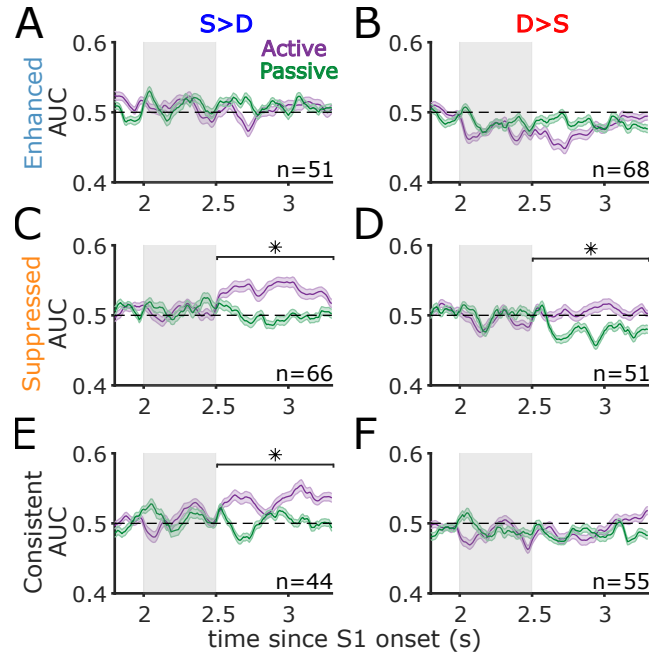 A
S>D
B
D>S
Active
Passive
Enhanced
AUC
0.6
0.5
0.4
n=51
2
2.5
3
0.6
0.5
0.4
n=68
2
2.5
3
C
D
Suppressed
AUC
0.6
0.5
0.4
*
n=66
2
2.5
3
0.6
0.5
0.4
*
n=51
2
2.5
3
E
F
Consistent
AUC
0.6
0.5
0.4
*
n=44
2
2.5
3
0.6
0.5
0.4
n=55
2
2.5
3
time since S1 onset (s)